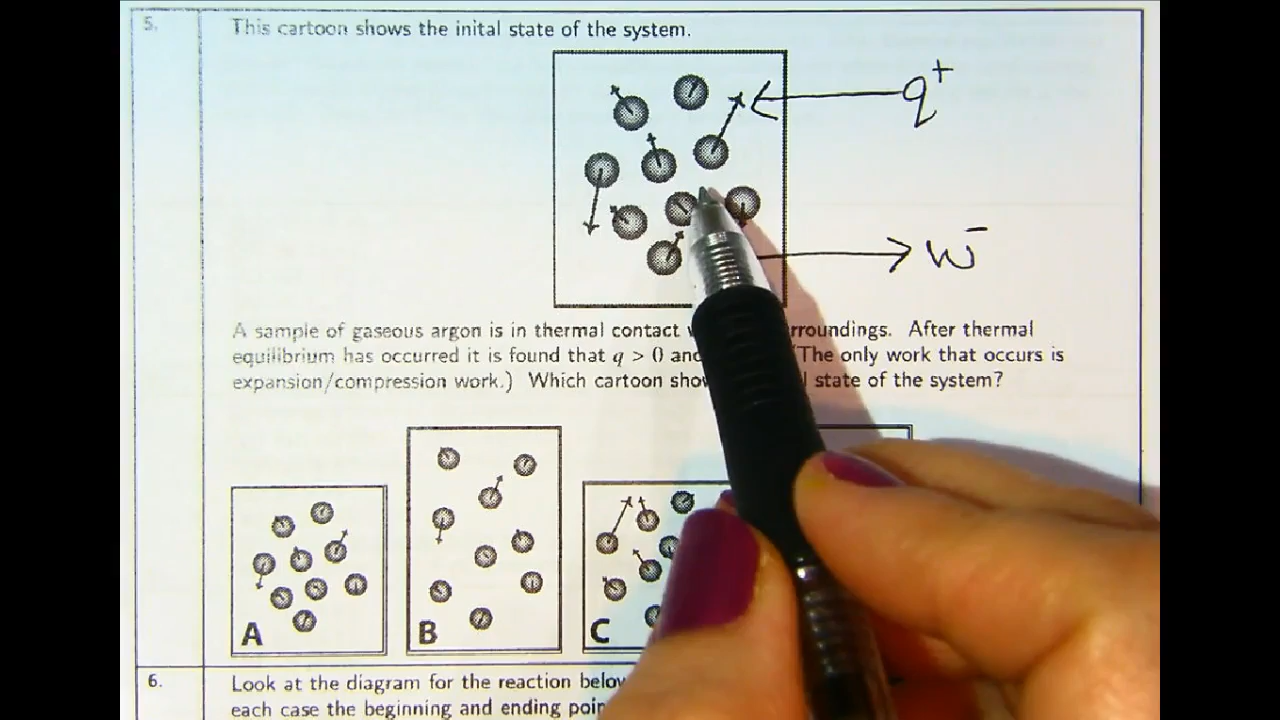 5.
This cartoon shows the inital state of the system.
q+
w-
A sample of gaseous argon is in thermal contact rroundings. After thermal
equilibrium has occurred it is found that q > 0 and (The only work that occurs is
expansion/compression work.) Which cartoon sho state of the system?
A
B
C
6.
Look at the diagram for the reaction below
each case the beginning and ending poin